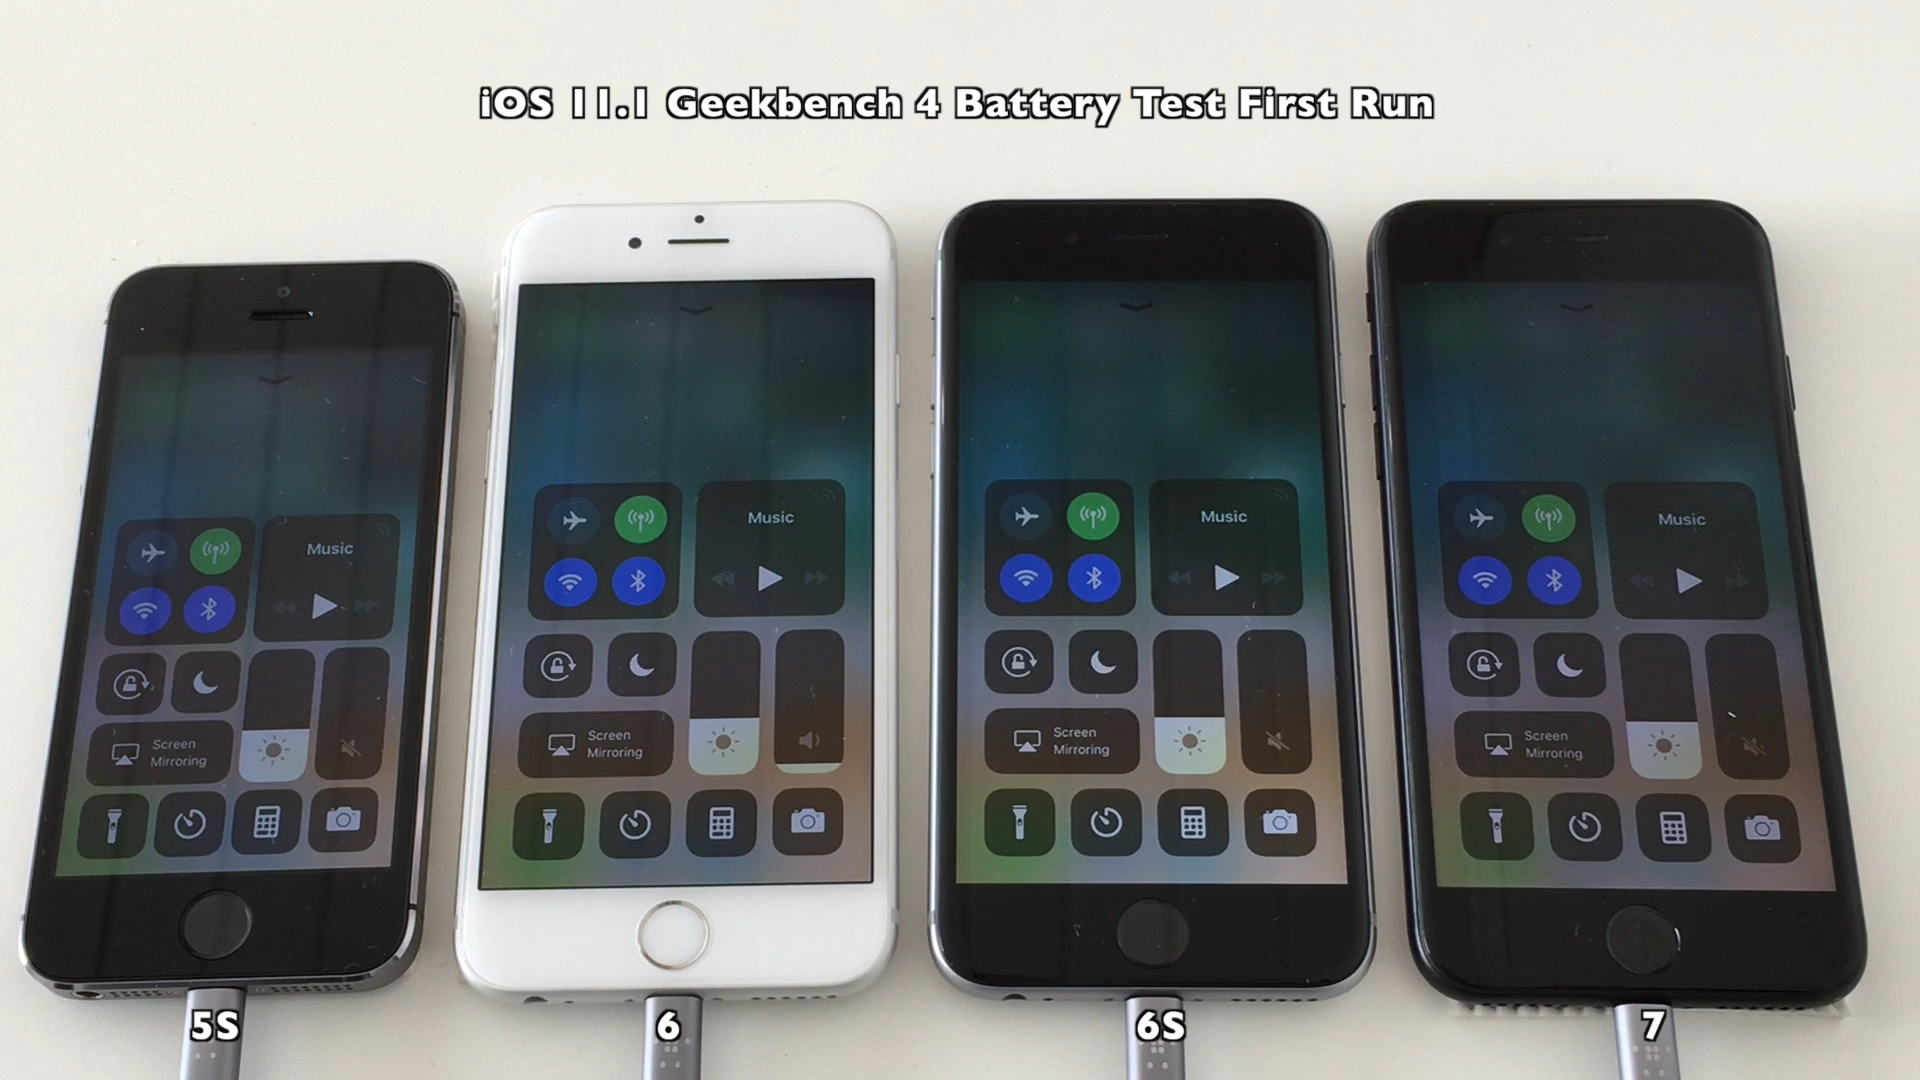 iOS 11.1 Geekbench 4 Battery Test First Run
Music
Screen
Mirroring
Music
Screen
Mirroring
Music
Screen
Mirroring
Music
Screen
Mirroring
5S
6
6S
7